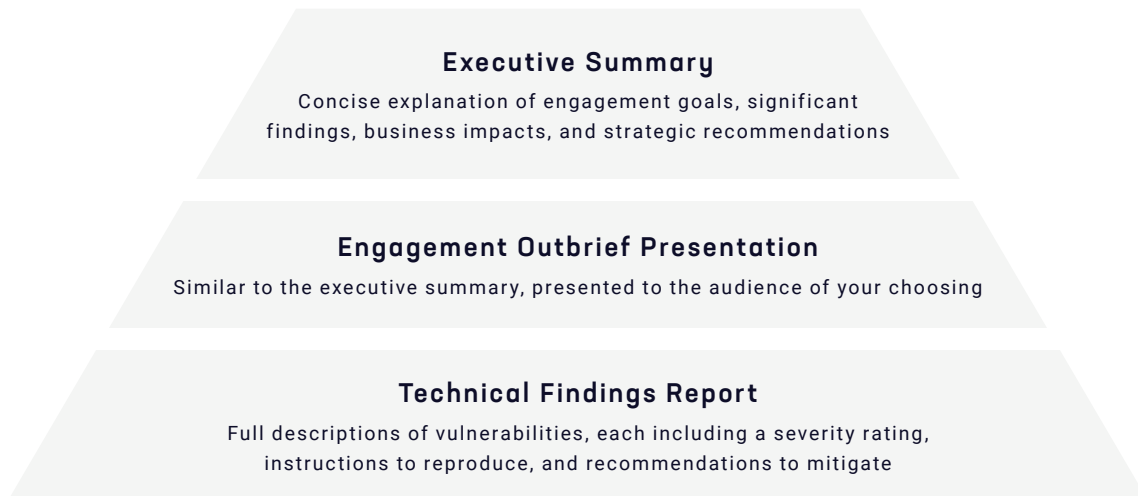 Executive Summary
Concise explanation of engagement goals, significant
findings, business impacts, and strategic recommendations
Engagement Outbrief Presentation
Similar to the executive summary, presented to the audience of your choosing
Technical Findings Report
Full descriptions of vulnerabilities, each including a severity rating,
instructions to reproduce, and recommendations to mitigate